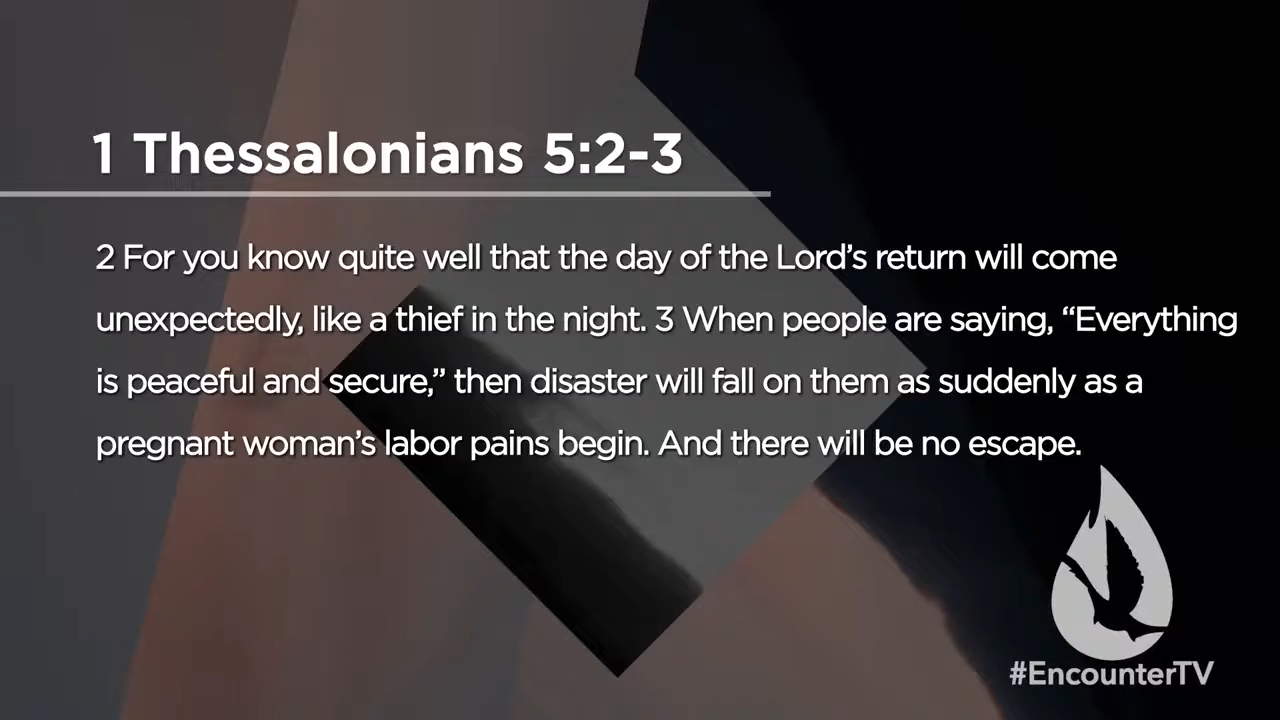 1 Thessalonians 5:2-3
2 For you know quite well that the day of the Lord’s return will come
unexpectedly, like a thief in the night. 3 When people are saying, “Everything
is peaceful and secure,” then disaster will fall on them as suddenly as a
pregnant woman’s labor pains begin. And there will be no escape.
#EncounterTV